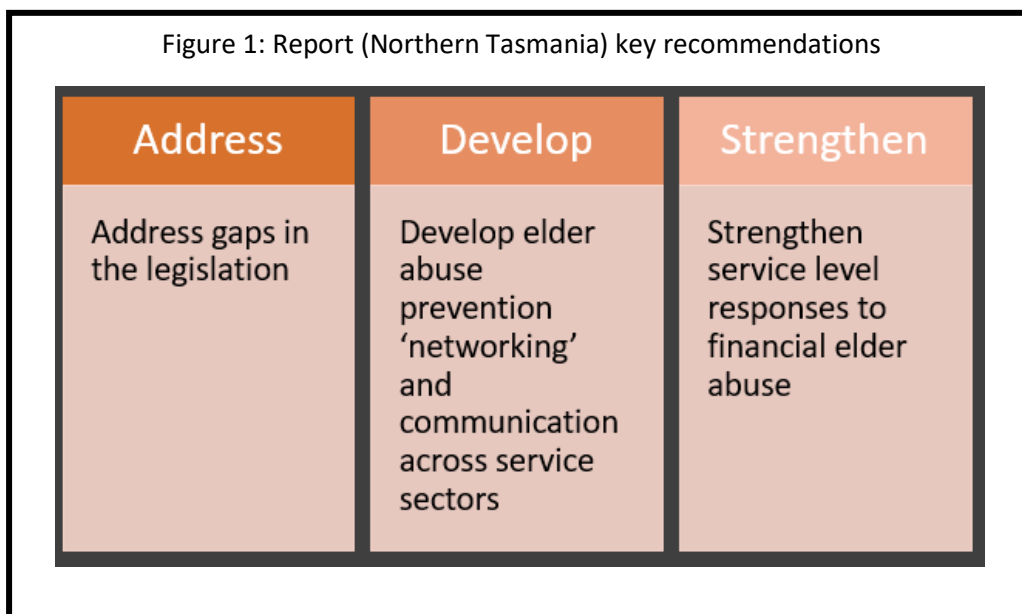 Figure 1: Report (Northern Tasmania) key recommendations
Address
Address gaps in
the legislation
Develop
Develop elder
abuse
prevention
‘networking’
and
communication
across service
sectors
Strengthen
Strengthen
service level
responses to
financial elder
abuse